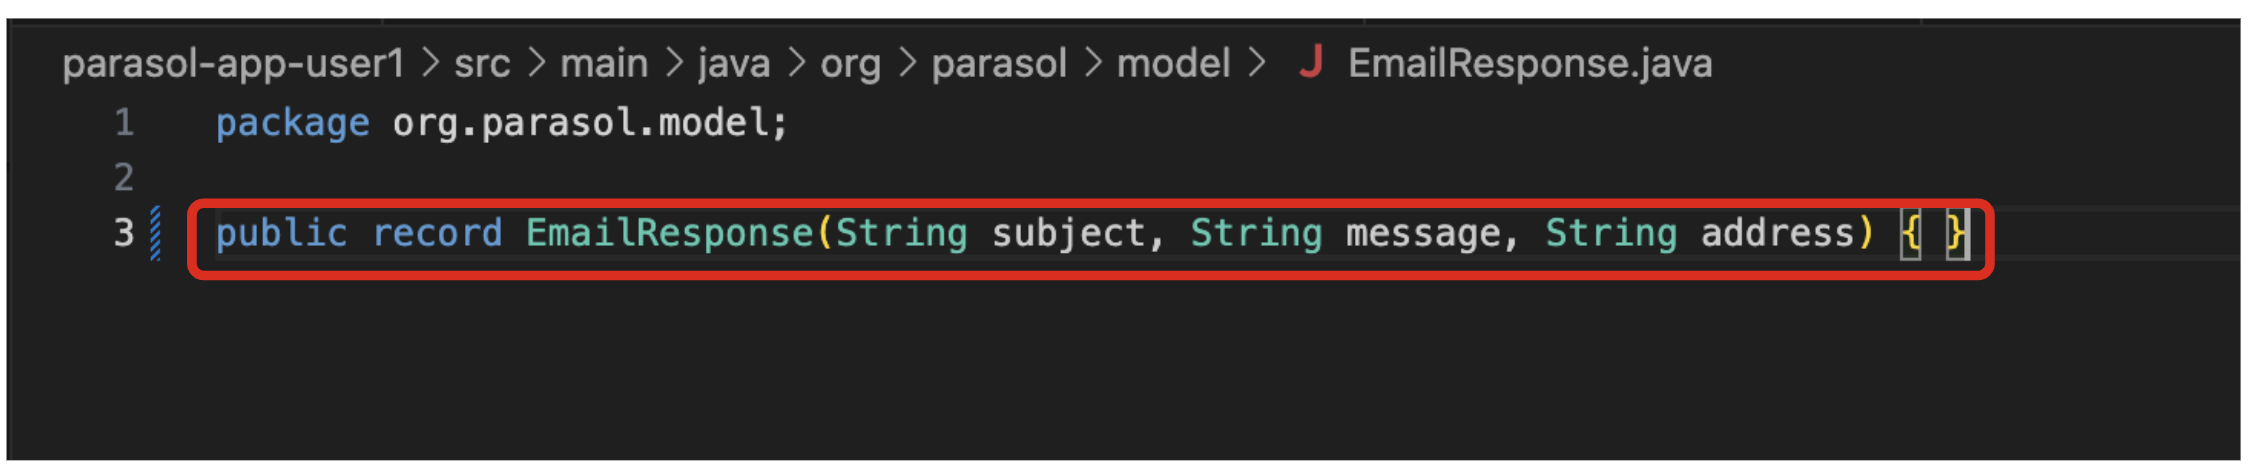 parasol-app-user1 > src > main > java > org > parasol > model > J EmailResponse.java
1 package org.parasol.model;
2
3 public record EmailResponse(String subject, String message, String address) { }